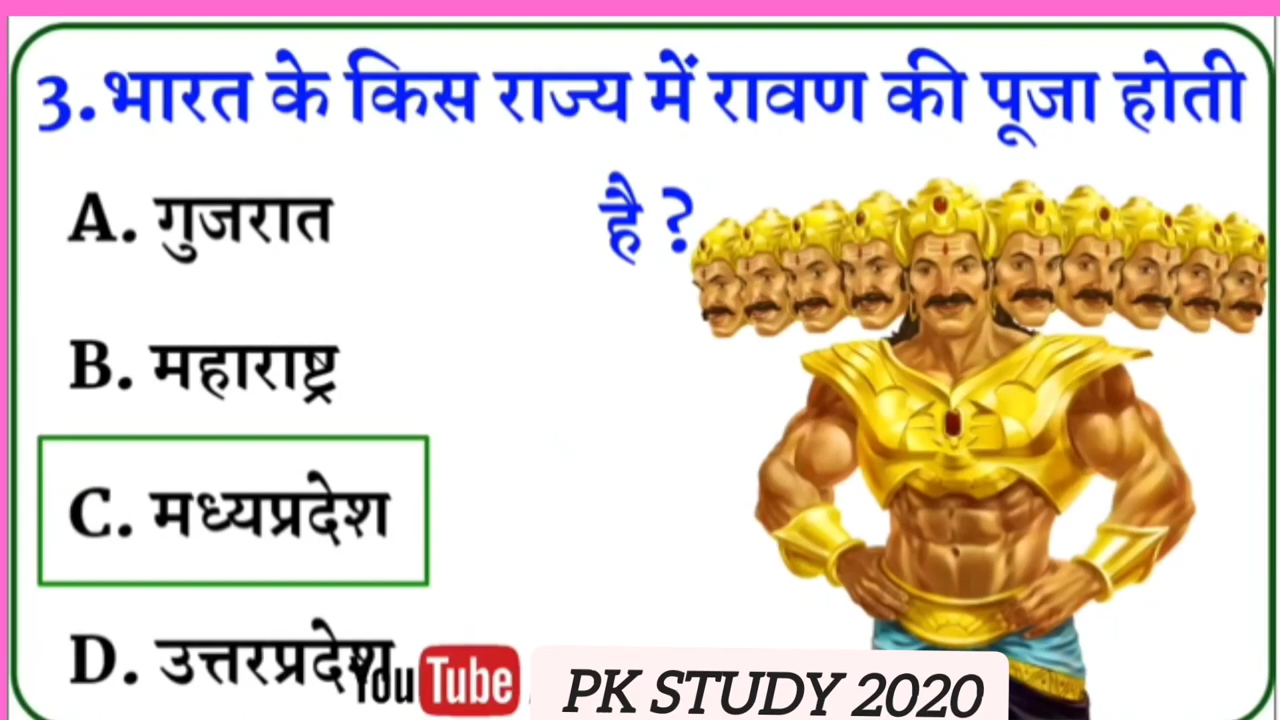 3.भारत के किस राज्य में रावण की पूजा होती
है ?
A. गुजरात
B. महाराष्ट्र
C. मध्यप्रदेश
D. उत्तरप्रदेश
YouTube
PK STUDY 2020